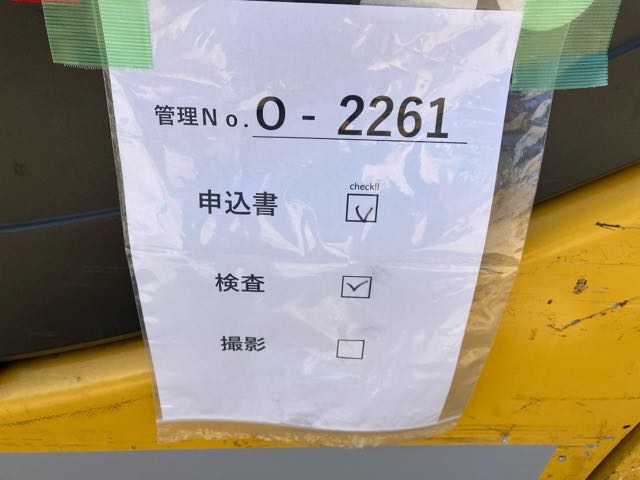 管理No. O - 2261
check!!
申込書 ☑
検査 ☑
撮影 ☐